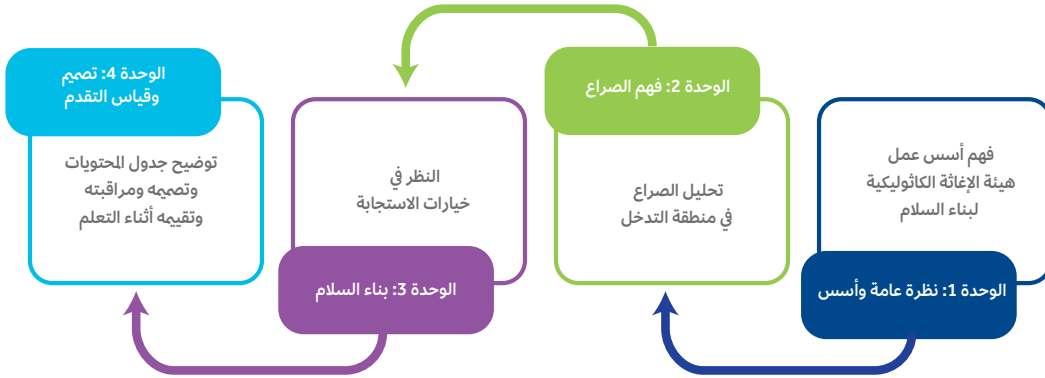 فهم أسس عمل
هيئة الإغاثة الكاثوليكية
لبناء السلام
الوحدة 1: نظرة عامة وأسس
الوحدة 2: فهم الصراع
تحليل الصراع
في منطقة التدخل
النظر في
خيارات الاستجابة
الوحدة 3: بناء السلام
الوحدة 4: تصميم
وقياس التقدم
توضيح جدول المحتويات
وتصميمه ومراقبته
وتقييمه أثناء التعلم